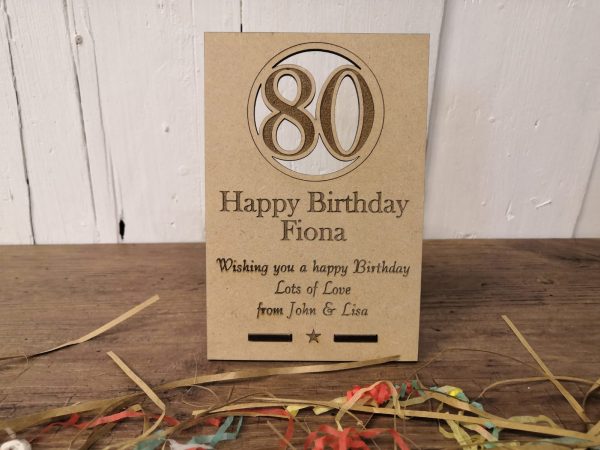 80
Happy Birthday
Fiona
Wishing you a happy Birthday
Lots of Love
from John & Lisa